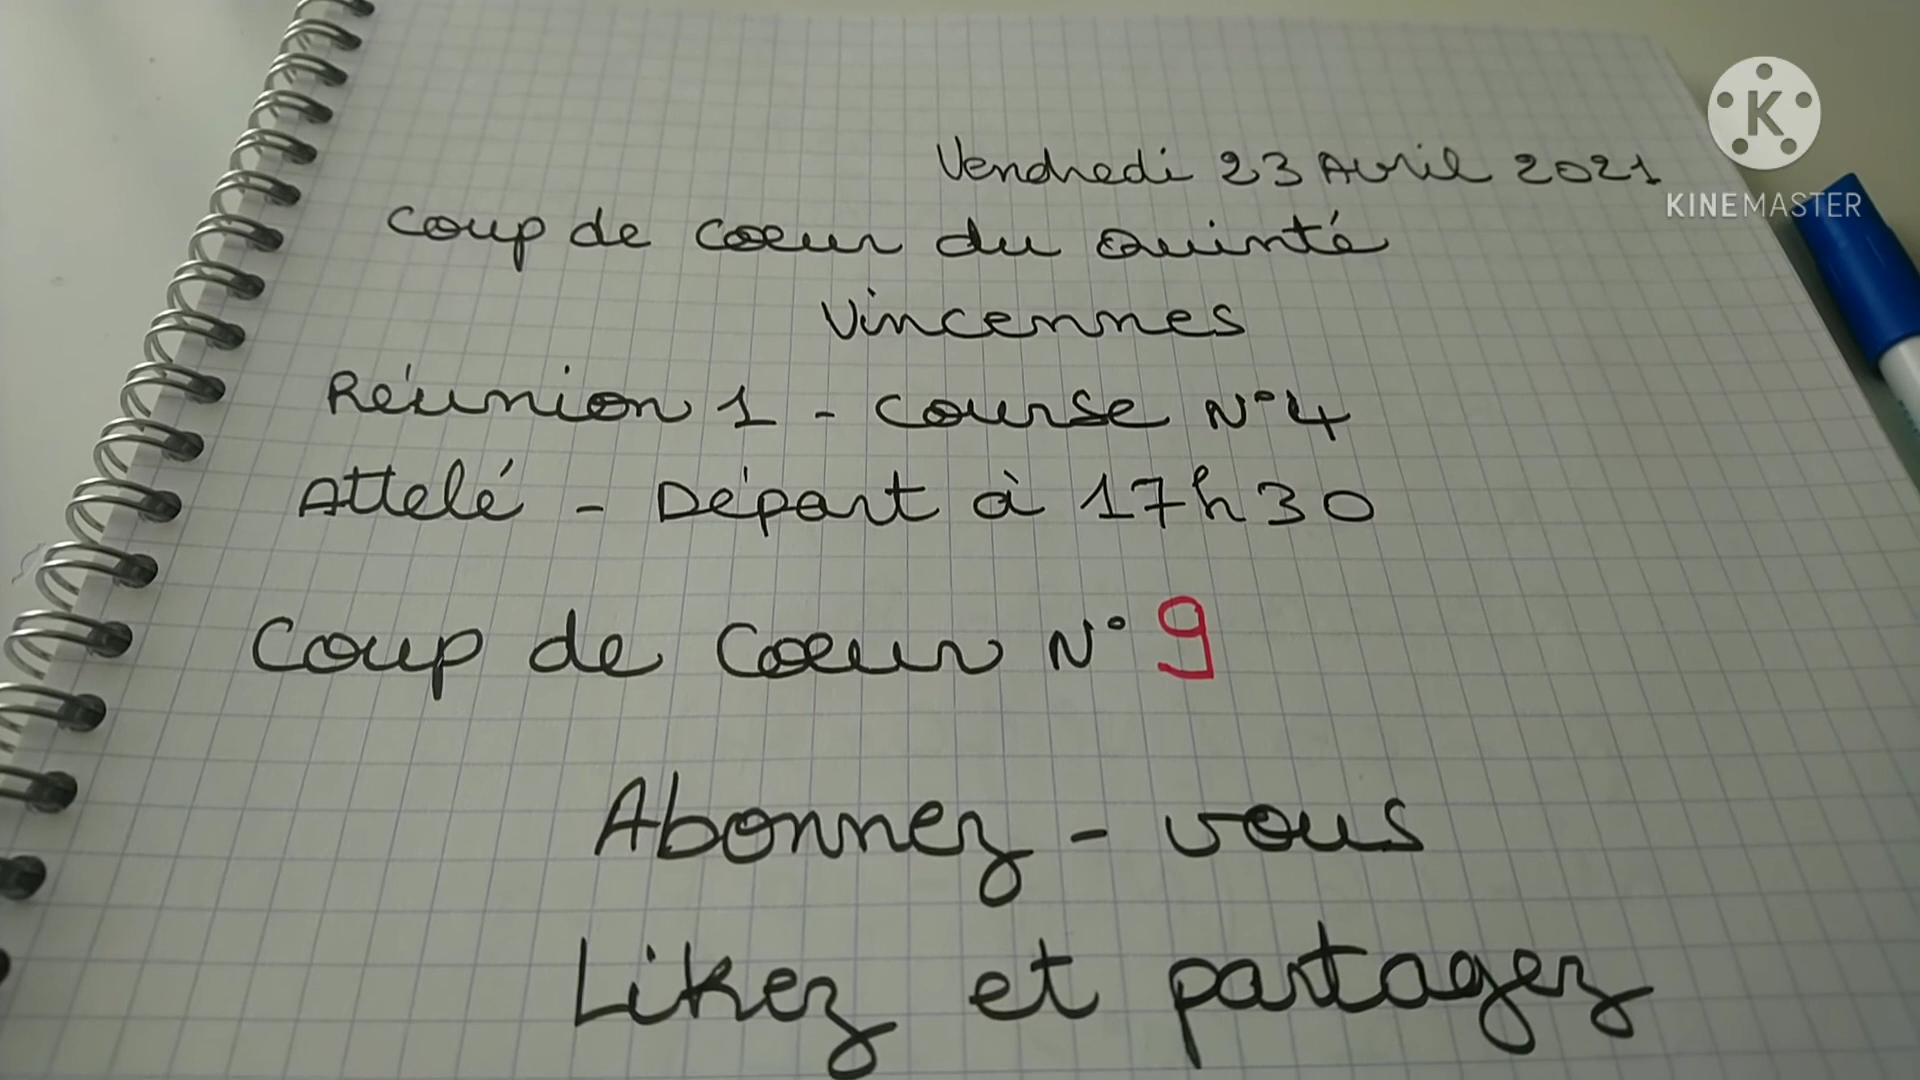 Vendredi 23 Avril 2021
Coup de coeur du Quinté
Vincennes
Réunion 1 - Course N°4
Attelé - Départ à 17h30
Coup de Coeur N° 9
Abonnez-vous
Likez et partagez
K
KINEMASTER